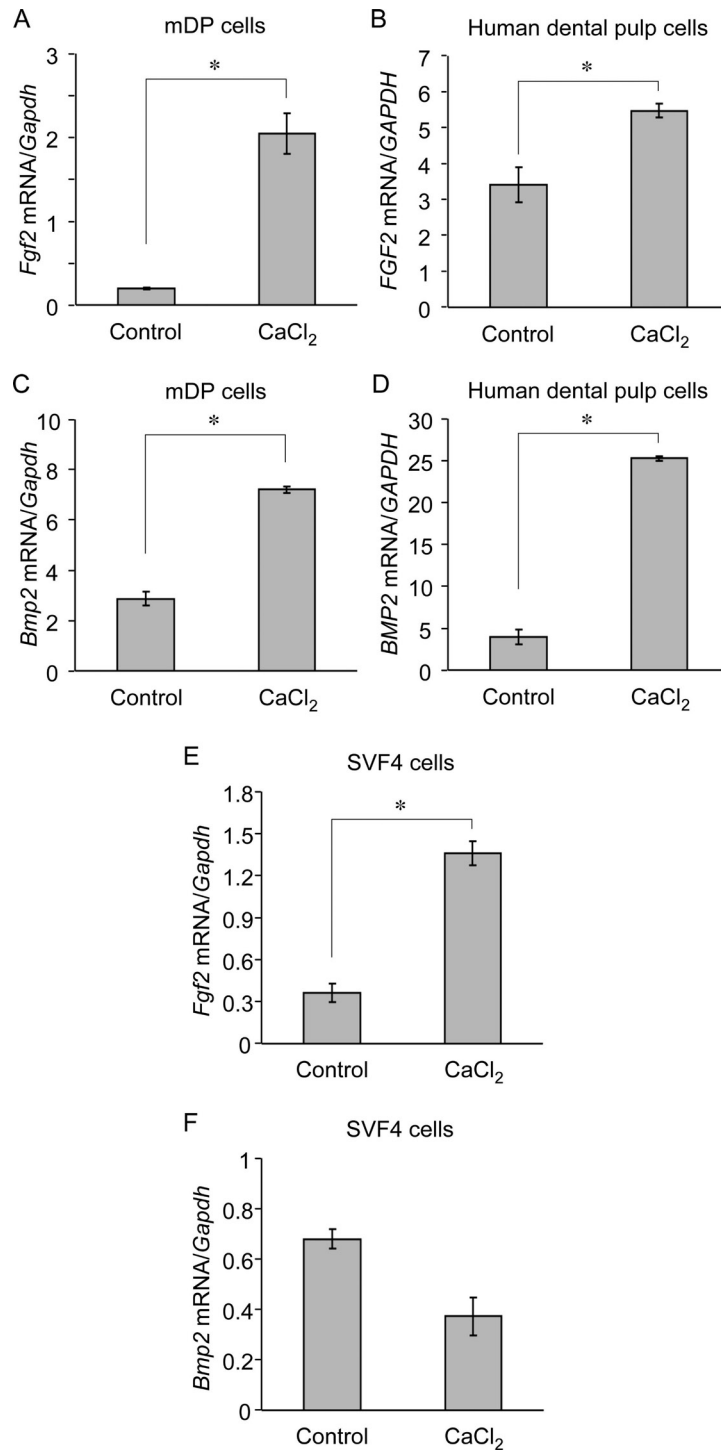 A
mDP cells
Fgf2 mRNA/Gapdh
3
2
1
0
*
Control
CaCl₂
B
Human dental pulp cells
FGF2 mRNA/GAPDH
7
6
5
4
3
2
1
0
*
Control
CaCl₂
C
mDP cells
Bmp2 mRNA/Gapdh
10
8
6
4
2
0
*
Control
CaCl₂
D
Human dental pulp cells
BMP2 mRNA/GAPDH
30
25
20
15
10
5
0
*
Control
CaCl₂
E
SVF4 cells
Fgf2 mRNA/Gapdh
1.8
1.5
1.2
0.9
0.6
0.3
0
*
Control
CaCl₂
F
SVF4 cells
Bmp2 mRNA/Gapdh
1
0.8
0.6
0.4
0.2
0
Control
CaCl₂